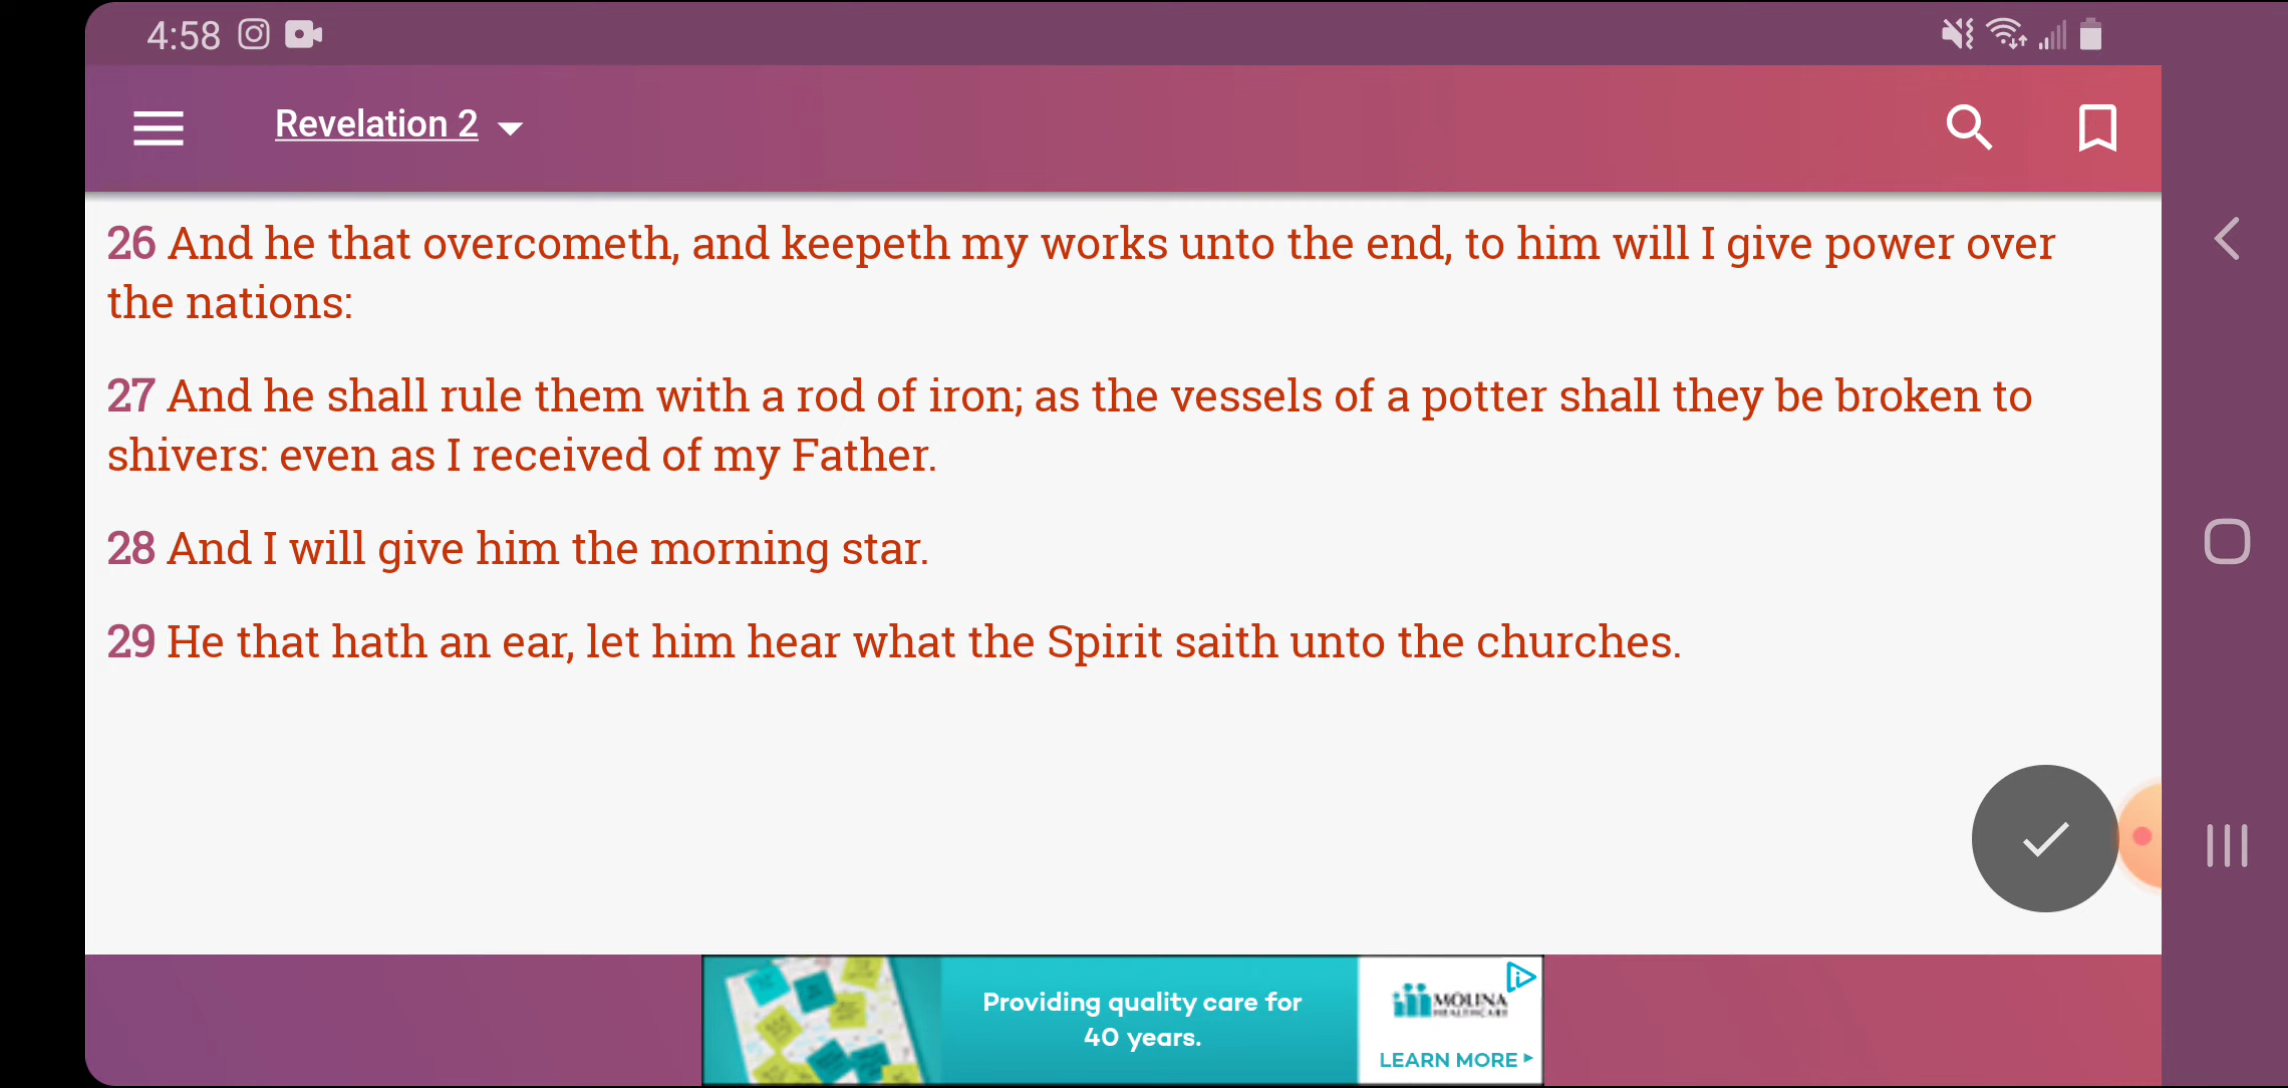 4:58
Revelation 2
26 And he that overcometh, and keepeth my works unto the end, to him will I give power over
the nations:
27 And he shall rule them with a rod of iron; as the vessels of a potter shall they be broken to
shivers: even as I received of my Father.
28 And I will give him the morning star.
29 He that hath an ear, let him hear what the Spirit saith unto the churches.
Providing quality care for
40 years.
MOLINA
HEALTHCARE
LEARN MORE